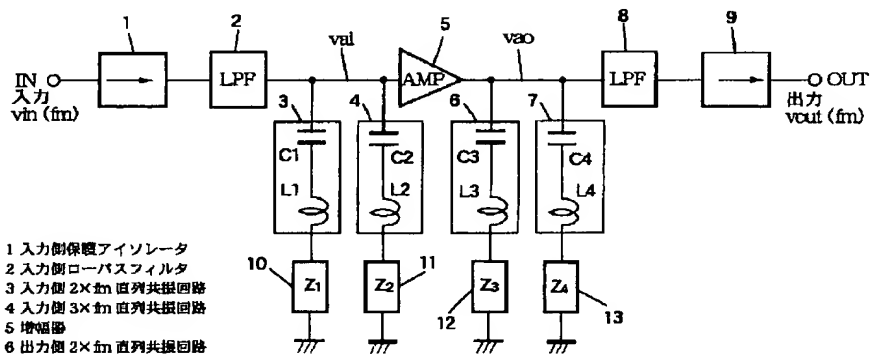 1
2
3
4
5
6
7
8
9
IN
入力
vin (fm)
LPF
vai
AMP
vao
LPF
OUT
出力
vout (fm)
C1
L1
C2
L2
C3
L3
C4
L4
10
Z1
11
Z2
12
Z3
13
Z4
1 入力側保護アイソレータ
2 入力側ローパスフィルタ
3 入力側 2×fm 直列共振回路
4 入力側 3×fm 直列共振回路
5 増幅器
6 出力側 2×fm 直列共振回路